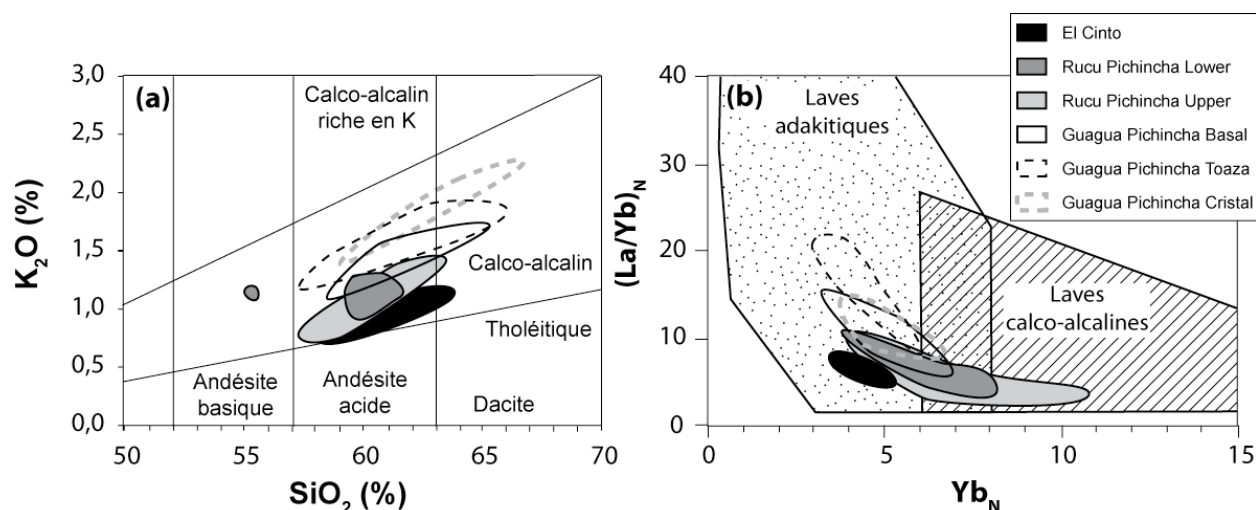 (a)
Calco-alcalin
riche en K
Calco-alcalin
Tholéitique
Andésite
basique
Andésite
acide
Dacite
3,0
2,5
2,0
1,5
1,0
0,5
0,0
K2O (%)
50
55
60
65
70
SiO2 (%)
(b)
Laves
adakitiques
Laves
calco-alcalines
40
30
20
10
0
(La/Yb)N
0
5
10
15
YbN
El Cinto
Rucu Pichincha Lower
Rucu Pichincha Upper
Guagua Pichincha Basal
Guagua Pichincha Toaza
Guagua Pichincha Cristal